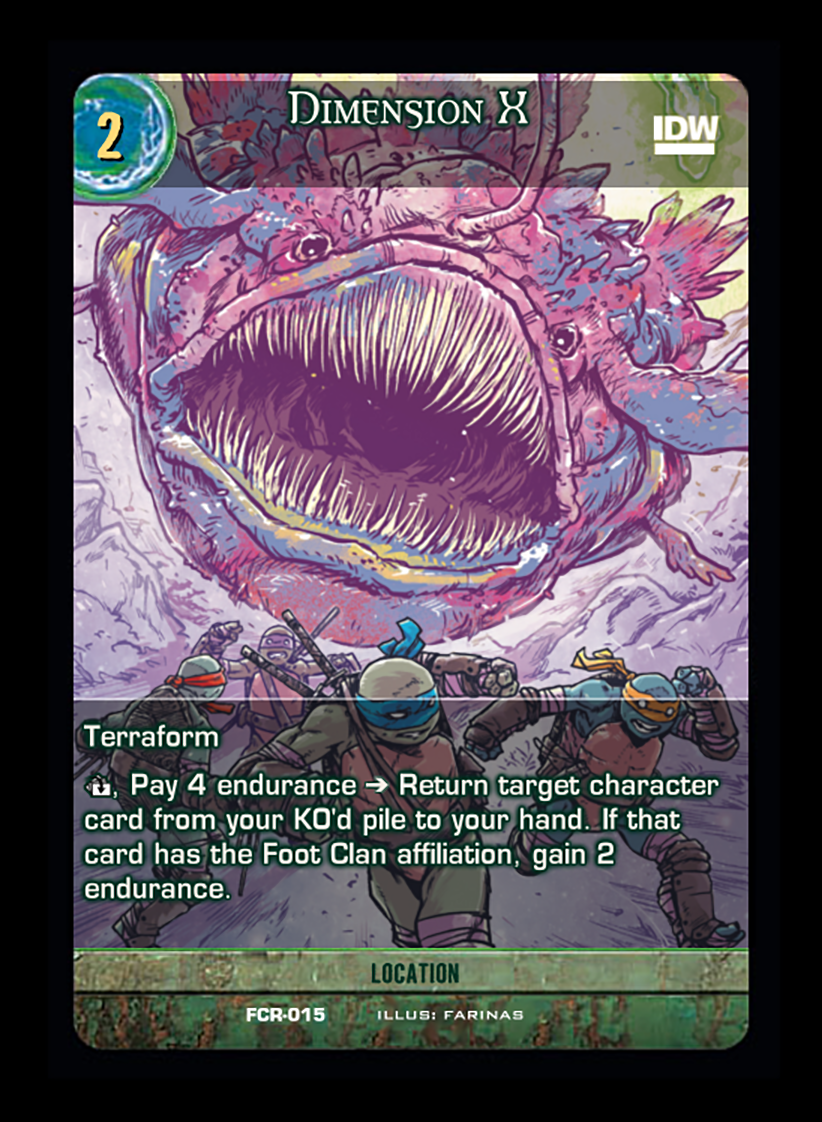 2
Dimension X
IDW
Terraform
, Pay 4 endurance ➔ Return target character
card from your KO'd pile to your hand. If that
card has the Foot Clan affiliation, gain 2
endurance.
LOCATION
FCR-015 ILLUS: FARINAS